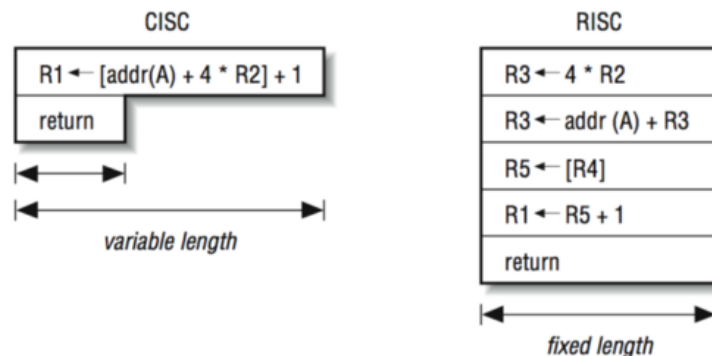 CISC
R1 ← [addr(A) + 4 * R2] + 1
return
variable length
RISC
R3 ← 4 * R2
R3 ← addr (A) + R3
R5 ← [R4]
R1 ← R5 + 1
return
fixed length